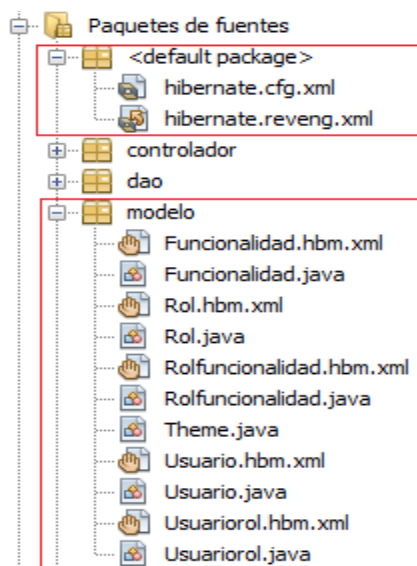 Paquetes de fuentes
<default package>
hibernate.cfg.xml
hibernate.reveng.xml
controlador
dao
modelo
Funcionalidad.hbm.xml
Funcionalidad.java
Rol.hbm.xml
Rol.java
Rolfuncionalidad.hbm.xml
Rolfuncionalidad.java
Theme.java
Usuario.hbm.xml
Usuario.java
Usuariorol.hbm.xml
Usuariorol.java